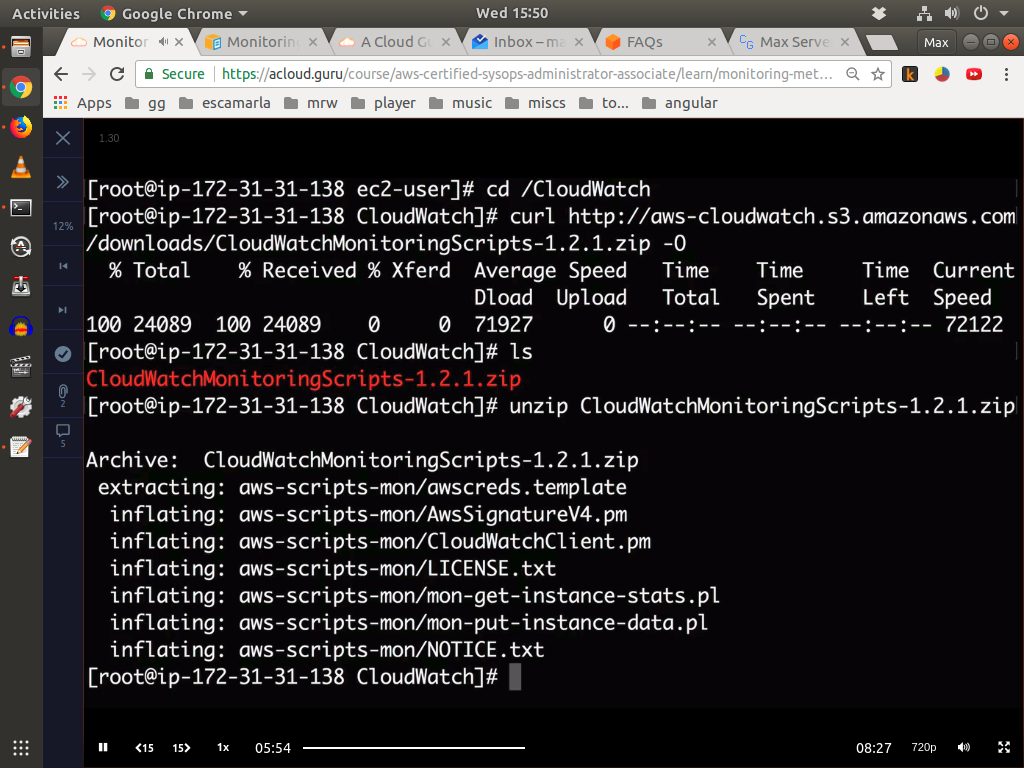 Activities Google Chrome Wed 15:50
Monitor Monitorin A Cloud Gu Inbox – ma FAQs Max Serve Max
Secure https://acloud.guru/course/aws-certified-sysops-administrator-associate/learn/monitoring-met...
Apps gg escamarla mrw player music miscs to... angular
1.30
[root@ip-172-31-31-138 ec2-user]# cd /CloudWatch
[root@ip-172-31-31-138 CloudWatch]# curl http://aws-cloudwatch.s3.amazonaws.com
/downloads/CloudWatchMonitoringScripts-1.2.1.zip -O
% Total % Received % Xferd Average Speed Time Time Time Current
Dload Upload Total Spent Left Speed
100 24089 100 24089 0 0 71927 0 --:--:-- --:--:-- --:--:-- 72122
[root@ip-172-31-31-138 CloudWatch]# ls
CloudWatchMonitoringScripts-1.2.1.zip
[root@ip-172-31-31-138 CloudWatch]# unzip CloudWatchMonitoringScripts-1.2.1.zip
Archive: CloudWatchMonitoringScripts-1.2.1.zip
extracting: aws-scripts-mon/awscreds.template
inflating: aws-scripts-mon/AwsSignatureV4.pm
inflating: aws-scripts-mon/CloudWatchClient.pm
inflating: aws-scripts-mon/LICENSE.txt
inflating: aws-scripts-mon/mon-get-instance-stats.pl
inflating: aws-scripts-mon/mon-put-instance-data.pl
inflating: aws-scripts-mon/NOTICE.txt
[root@ip-172-31-31-138 CloudWatch]#
12%
2
5
<15 15> 1x 05:54 08:27 720p